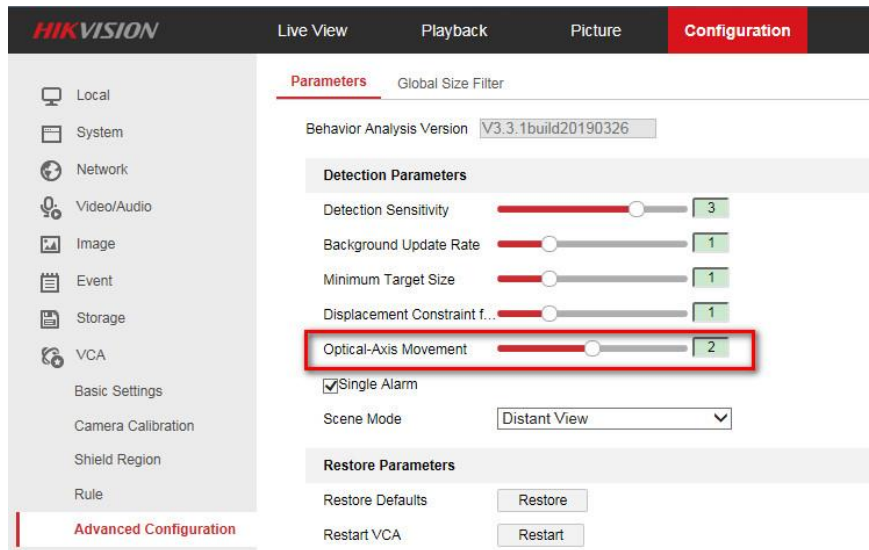 HIKVISION
Live View
Playback
Picture
Configuration
Local
System
Network
Video/Audio
Image
Event
Storage
VCA
Basic Settings
Camera Calibration
Shield Region
Rule
Advanced Configuration
Parameters
Global Size Filter
Behavior Analysis Version V3.3.1build20190326
Detection Parameters
Detection Sensitivity 3
Background Update Rate 1
Minimum Target Size 1
Displacement Constraint f... 1
Optical-Axis Movement 2
Single Alarm
Scene Mode Distant View
Restore Parameters
Restore Defaults Restore
Restart VCA Restart